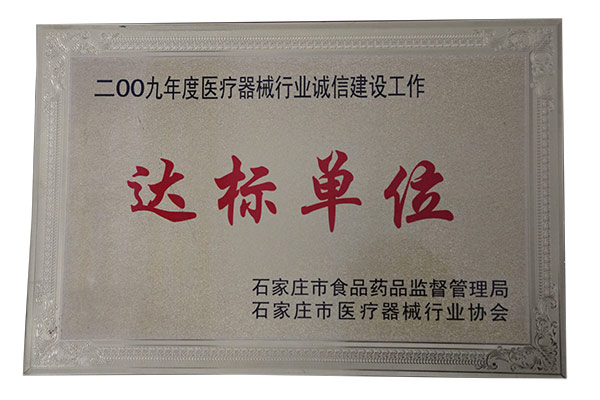 二OO九年度医疗器械行业诚信建设工作
达标单位
石家庄市食品药品监督管理局
石家庄市医疗器械行业协会